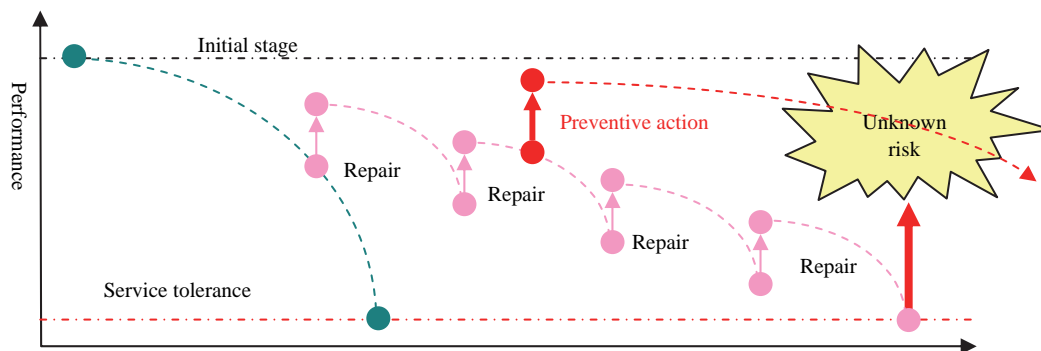 Initial stage
Performance
Preventive action
Unknown
risk
Repair
Repair
Repair
Repair
Service tolerance